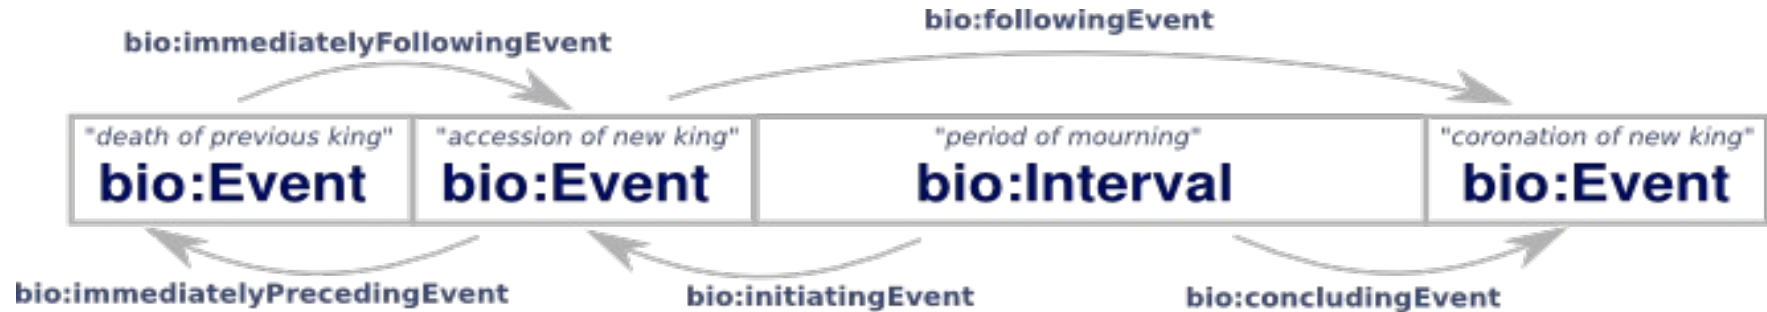 bio:followingEvent
bio:immediatelyFollowingEvent
"death of previous king" "accession of new king" "period of mourning" "coronation of new king"
bio:Event bio:Event bio:Interval bio:Event
bio:immediatelyPrecedingEvent bio:initiatingEvent bio:concludingEvent